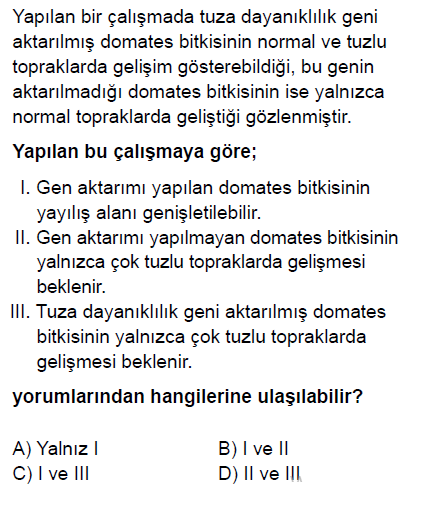 Yapılan bir çalışmada tuza dayanıklılık geni
aktarılmış domates bitkisinin normal ve tuzlu
topraklarda gelişim gösterebildiği, bu genin
aktarılmadığı domates bitkisinin ise yalnızca
normal topraklarda geliştiği gözlenmiştir.
Yapılan bu çalışmaya göre;
I. Gen aktarımı yapılan domates bitkisinin
yayılış alanı genişletilebilir.
II. Gen aktarımı yapılmayan domates bitkisinin
yalnızca çok tuzlu topraklarda gelişmesi
beklenir.
III. Tuza dayanıklılık geni aktarılmış domates
bitkisinin yalnızca çok tuzlu topraklarda
gelişmesi beklenir.
yorumlarından hangilerine ulaşılabilir?
A) Yalnız I B) I ve II
C) I ve III D) II ve III